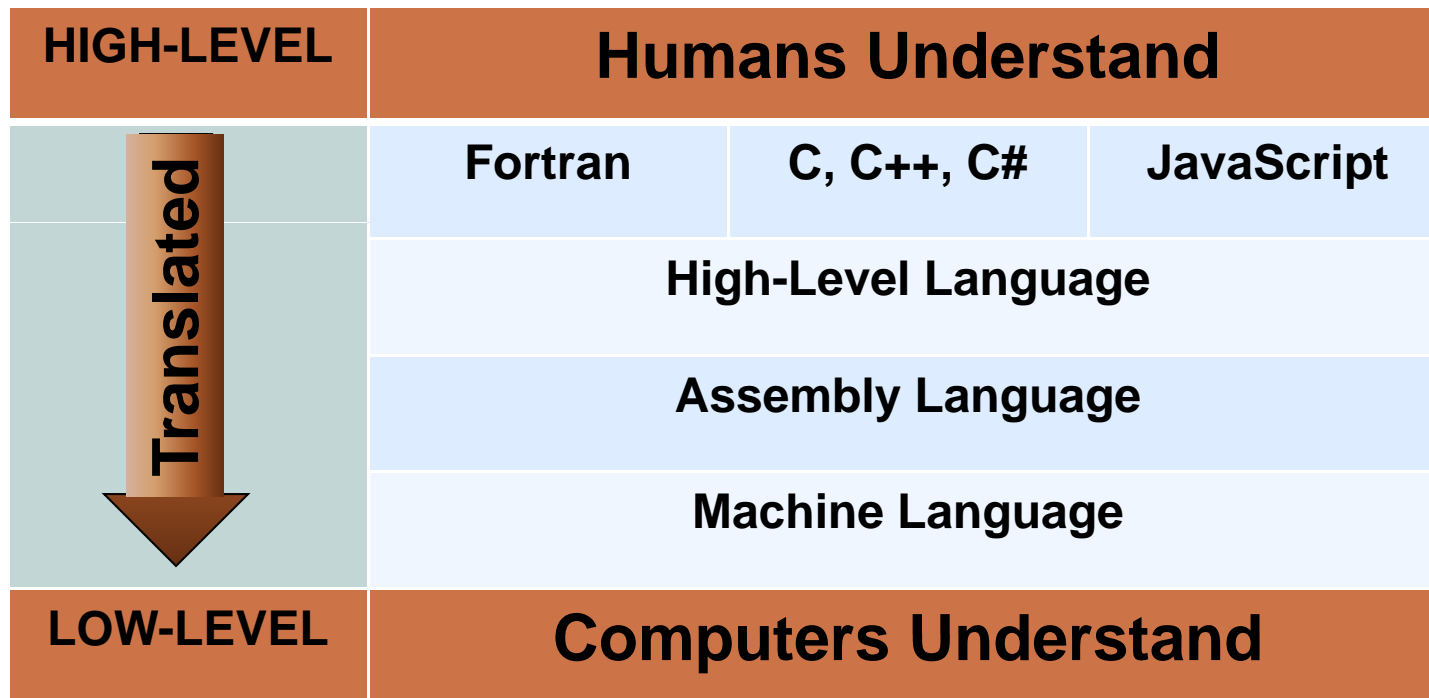 HIGH-LEVEL
Humans Understand
Translated
Fortran
C, C++, C#
JavaScript
High-Level Language
Assembly Language
Machine Language
LOW-LEVEL
Computers Understand